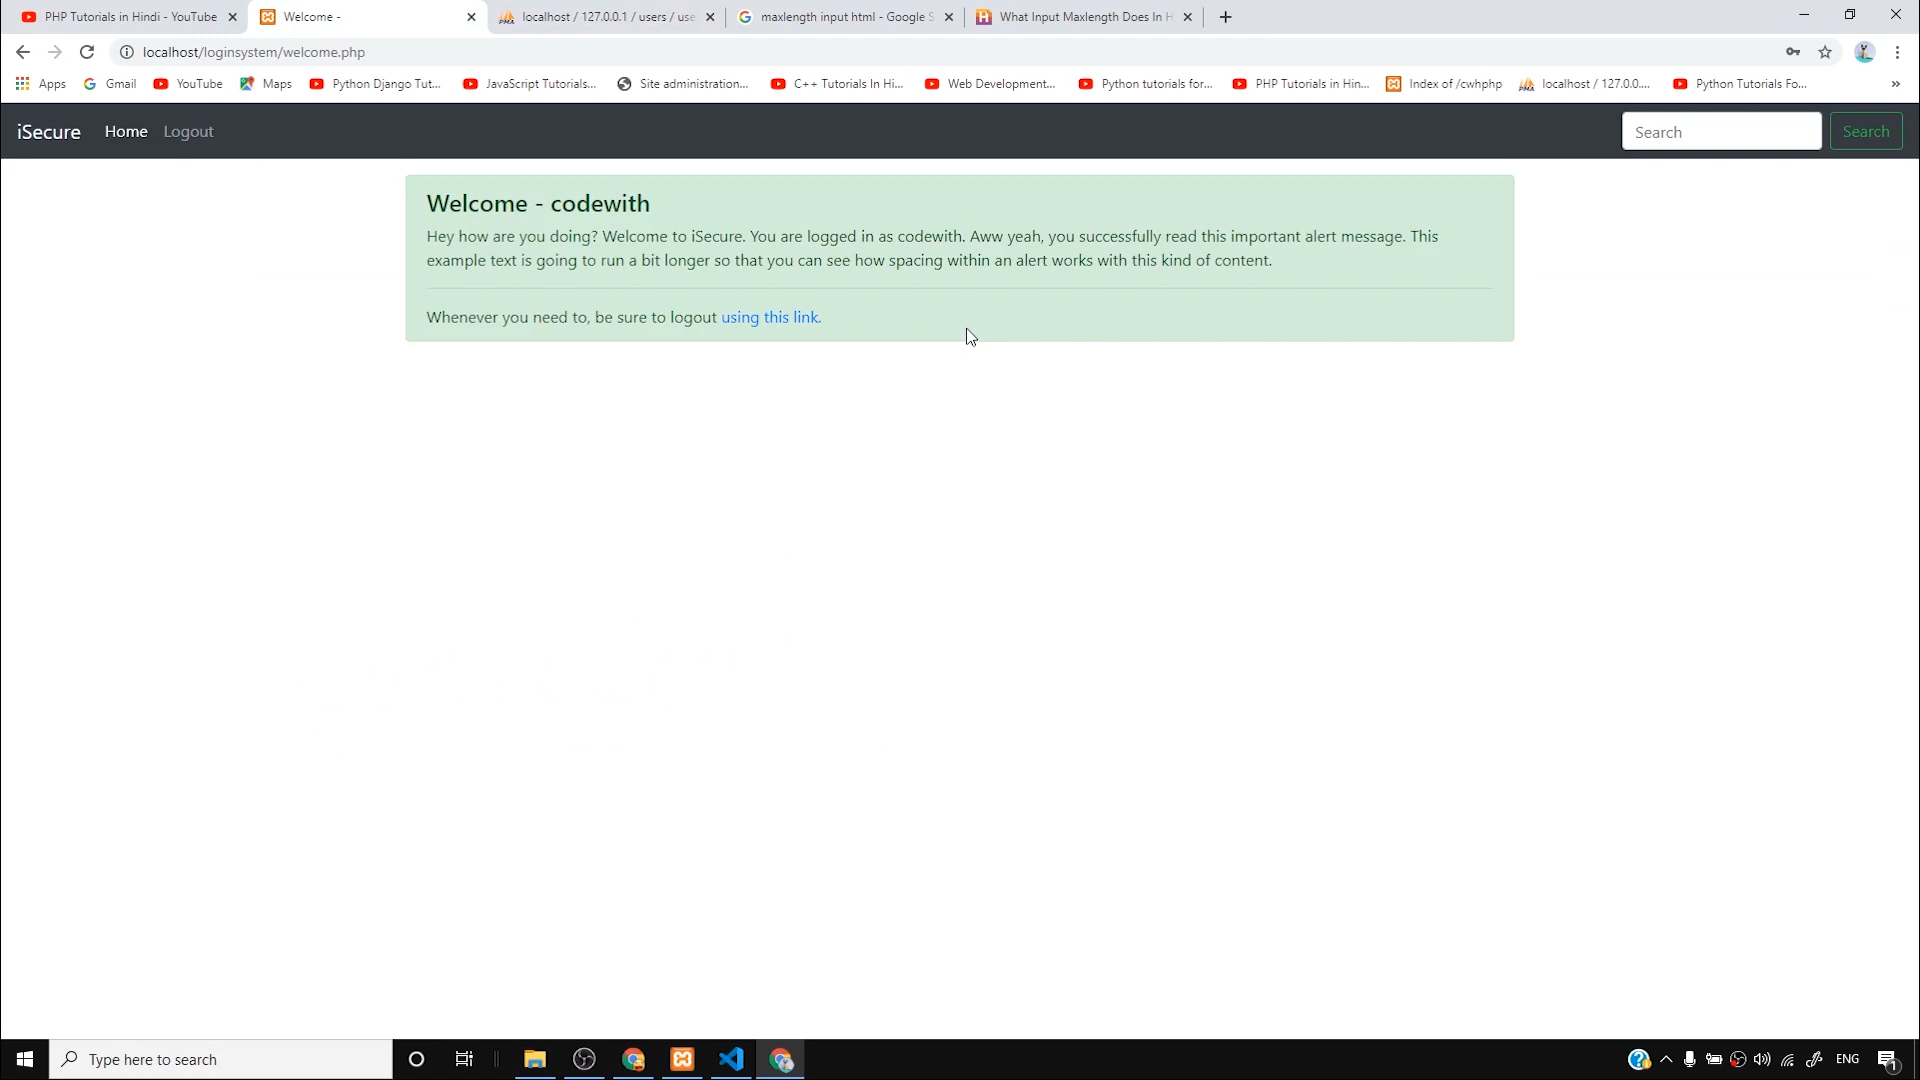 PHP Tutorials in Hindi - YouTube
Welcome -
localhost / 127.0.0.1 / users / use
maxlength input html - Google S
What Input Maxlength Does In H
localhost/loginsystem/welcome.php
Apps
Gmail
YouTube
Maps
Python Django Tut...
JavaScript Tutorials...
Site administration...
C++ Tutorials In Hi...
Web Development...
Python tutorials for...
PHP Tutorials in Hin...
Index of /cwhphp
localhost / 127.0.0....
Python Tutorials Fo...
»
iSecure
Home
Logout
Search
Search
Welcome - codewith
Hey how are you doing? Welcome to iSecure. You are logged in as codewith. Aww yeah, you successfully read this important alert message. This
example text is going to run a bit longer so that you can see how spacing within an alert works with this kind of content.
Whenever you need to, be sure to logout using this link.
Type here to search
ENG
1